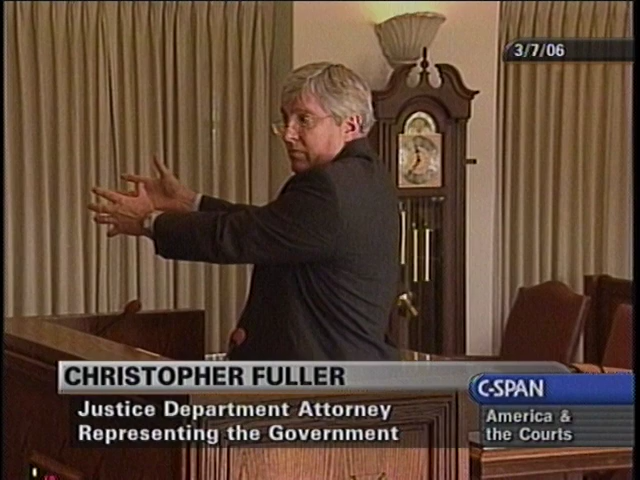 3/7/06
CHRISTOPHER FULLER
Justice Department Attorney
Representing the Government
C-SPAN
America &
the Courts